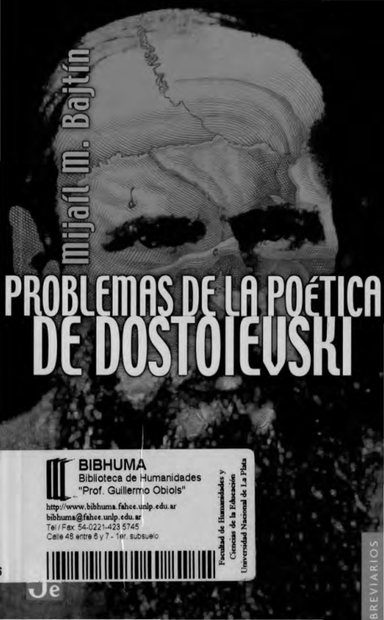 mijaíl m. Bajtín
PROBLEMAS DE LA POÉTICA
DE DOSTOIEVSKI
BIBHUMA
Biblioteca de Humanidades
"Prof. Guillermo Obiols"
http://www.bibhuma.fahce.unlp.edu.ar
bibhuma@fahce.unlp.edu.ar
Tel / Fax: 54-0221-423 5745
Calle 48 entre 6 y 7 - 1er. subsuelo
Facultad de Humanidades y
Ciencias de la Educación
Universidad Nacional de La Plata
BREVIARIOS